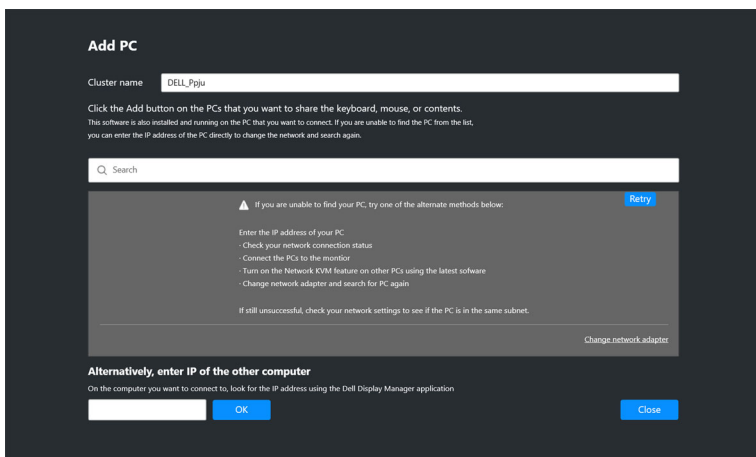 Add PC
Cluster name DELL_Ppju
Click the Add button on the PCs that you want to share the keyboard, mouse, or contents.
This software is also installed and running on the PC that you want to connect. If you are unable to find the PC from the list,
you can enter the IP address of the PC directly to change the network and search again.
Search
If you are unable to find your PC, try one of the alternate methods below:
Retry
Enter the IP address of your PC
· Check your network connection status
· Connect the PCs to the montior
· Turn on the Network KVM feature on other PCs using the latest sofware
· Change network adapter and search for PC again
If still unsuccessful, check your network settings to see if the PC is in the same subnet.
Change network adapter
Alternatively, enter IP of the other computer
On the computer you want to connect to, look for the IP address using the Dell Display Manager application
OK
Close